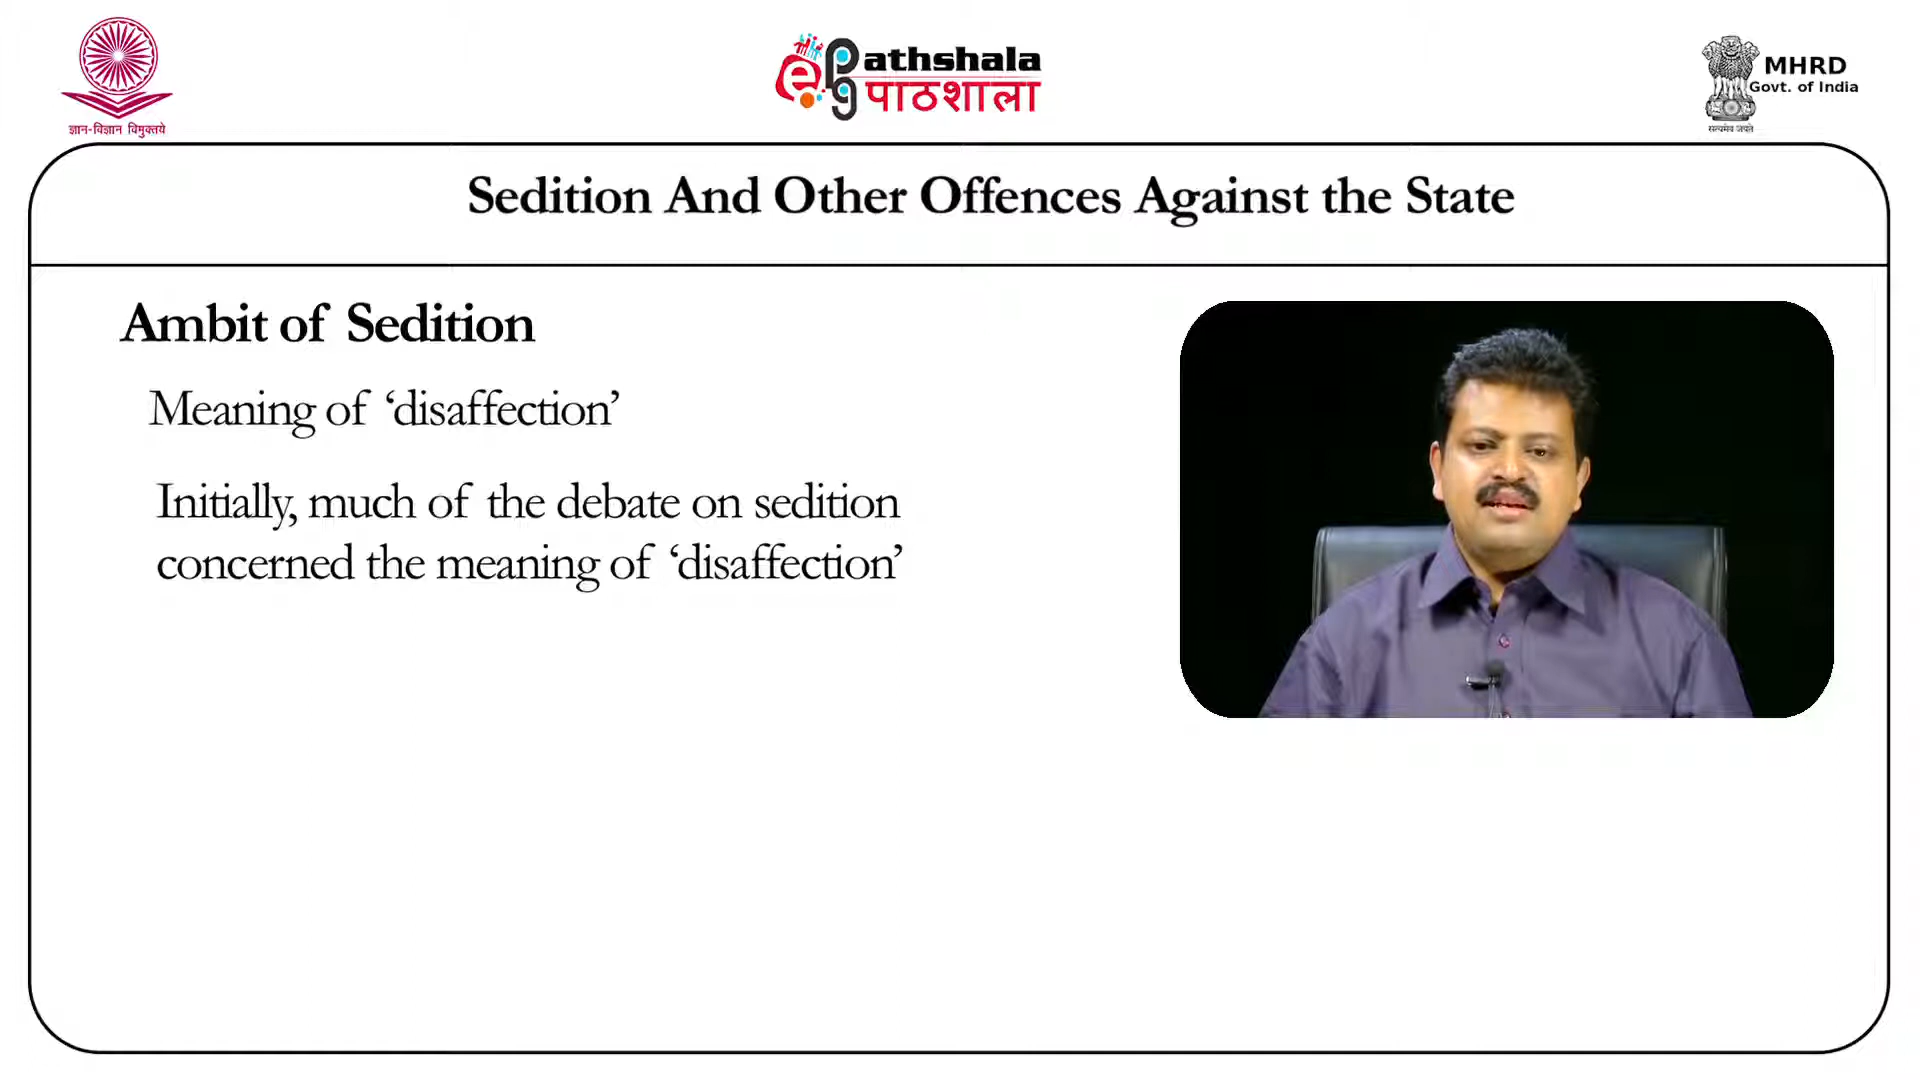 ज्ञान-विज्ञान विमुक्तये
e
pg
athshala
पाठशाला
MHRD
Govt. of India
सत्यमेव जयते
Sedition And Other Offences Against the State
Ambit of Sedition
Meaning of ‘disaffection’
Initially, much of the debate on sedition
concerned the meaning of ‘disaffection’